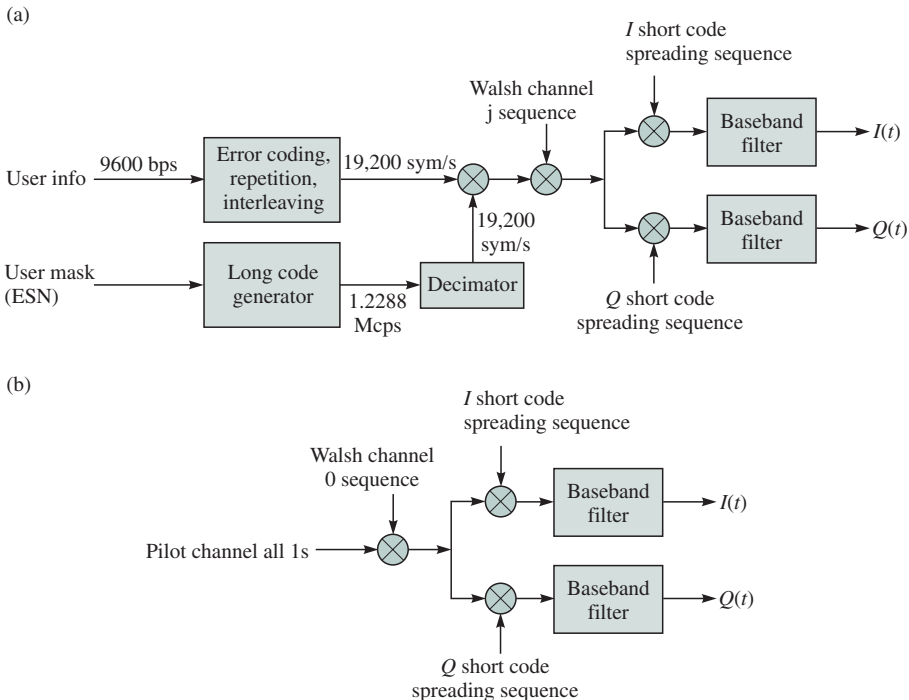 (a)
I short code
spreading sequence
Walsh channel
j sequence
Baseband
filter
I(t)
User info
9600 bps
Error coding,
repetition,
interleaving
19,200 sym/s
19,200
sym/s
Baseband
filter
Q(t)
User mask
(ESN)
Long code
generator
1.2288
Mcps
Decimator
Q short code
spreading sequence
(b)
I short code
spreading sequence
Walsh channel
0 sequence
Baseband
filter
I(t)
Pilot channel all 1s
Baseband
filter
Q(t)
Q short code
spreading sequence